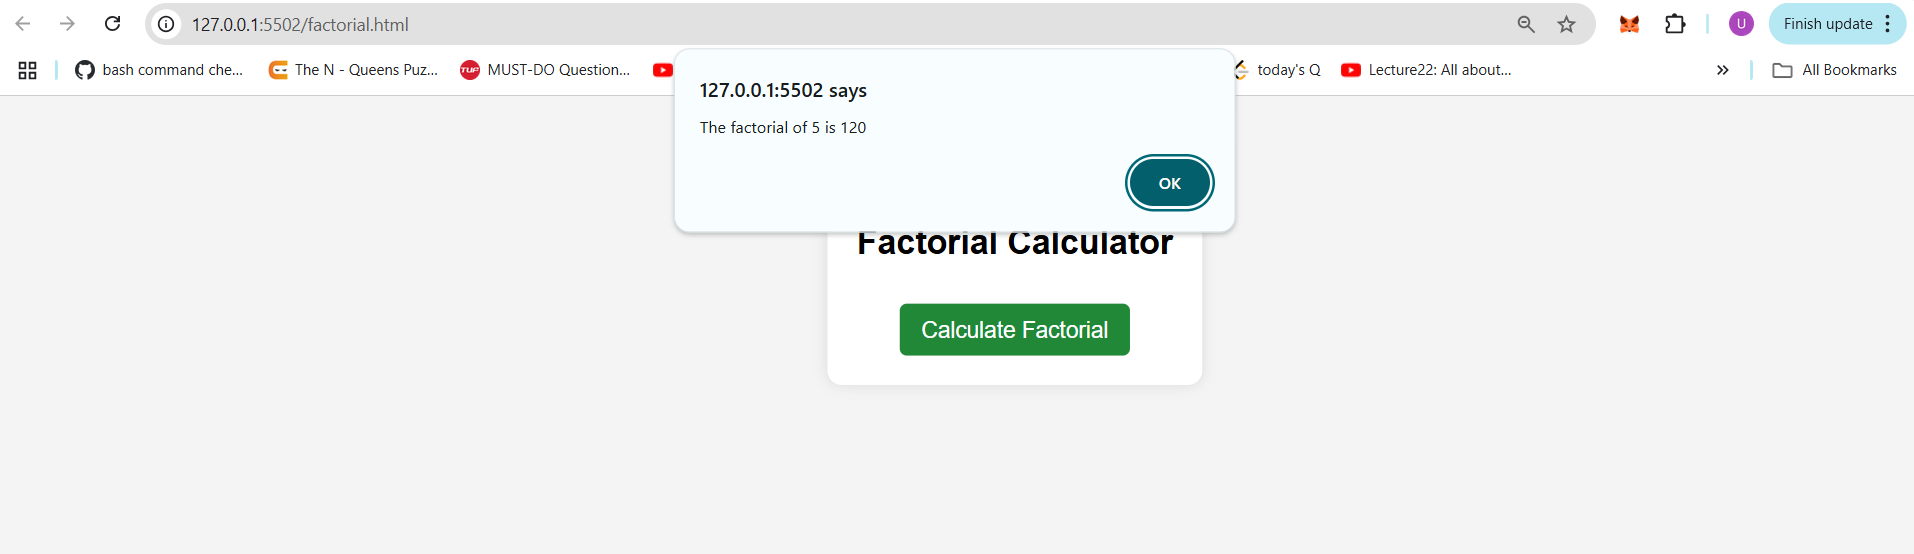 127.0.0.1:5502/factorial.html
U
Finish update
bash command che...
The N - Queens Puz...
TUF
MUST-DO Question...
today's Q
Lecture22: All about...
All Bookmarks
127.0.0.1:5502 says
The factorial of 5 is 120
OK
Factorial Calculator
Calculate Factorial